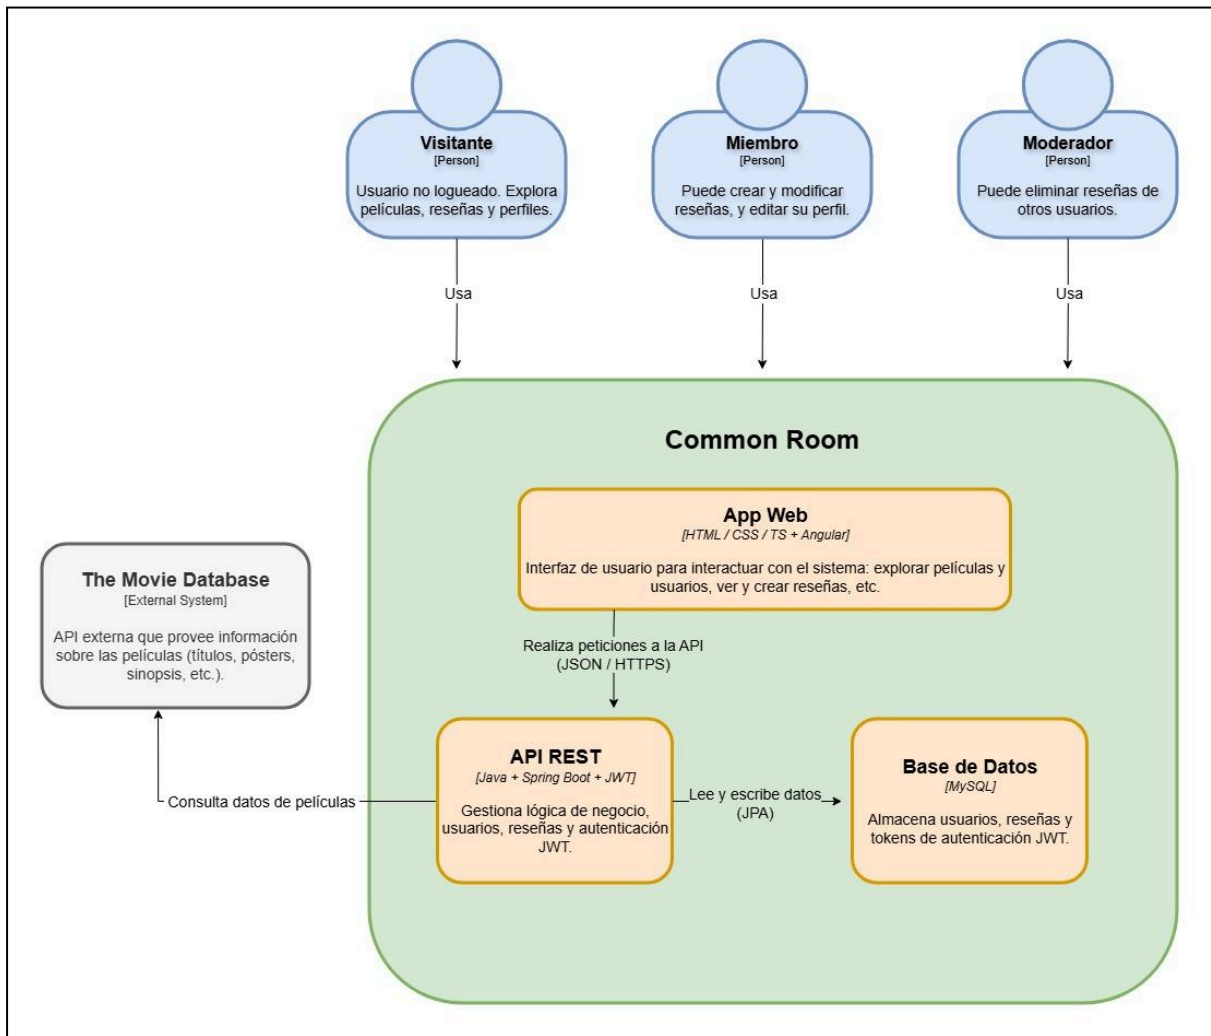 Visitante
[Person]
Usuario no logueado. Explora
películas, reseñas y perfiles.
Miembro
[Person]
Puede crear y modificar
reseñas, y editar su perfil.
Moderador
[Person]
Puede eliminar reseñas de
otros usuarios.
Usa
Usa
Usa
Common Room
App Web
[HTML / CSS / TS + Angular]
Interfaz de usuario para interactuar con el sistema: explorar películas y
usuarios, ver y crear reseñas, etc.
The Movie Database
[External System]
API externa que provee información
sobre las películas (títulos, pósters,
sinopsis, etc.).
Realiza peticiones a la API
(JSON / HTTPS)
API REST
[Java + Spring Boot + JWT]
Gestiona lógica de negocio,
usuarios, reseñas y autenticación
JWT.
Consulta datos de películas
Lee y escribe datos
(JPA)
Base de Datos
[MySQL]
Almacena usuarios, reseñas y
tokens de autenticación JWT.